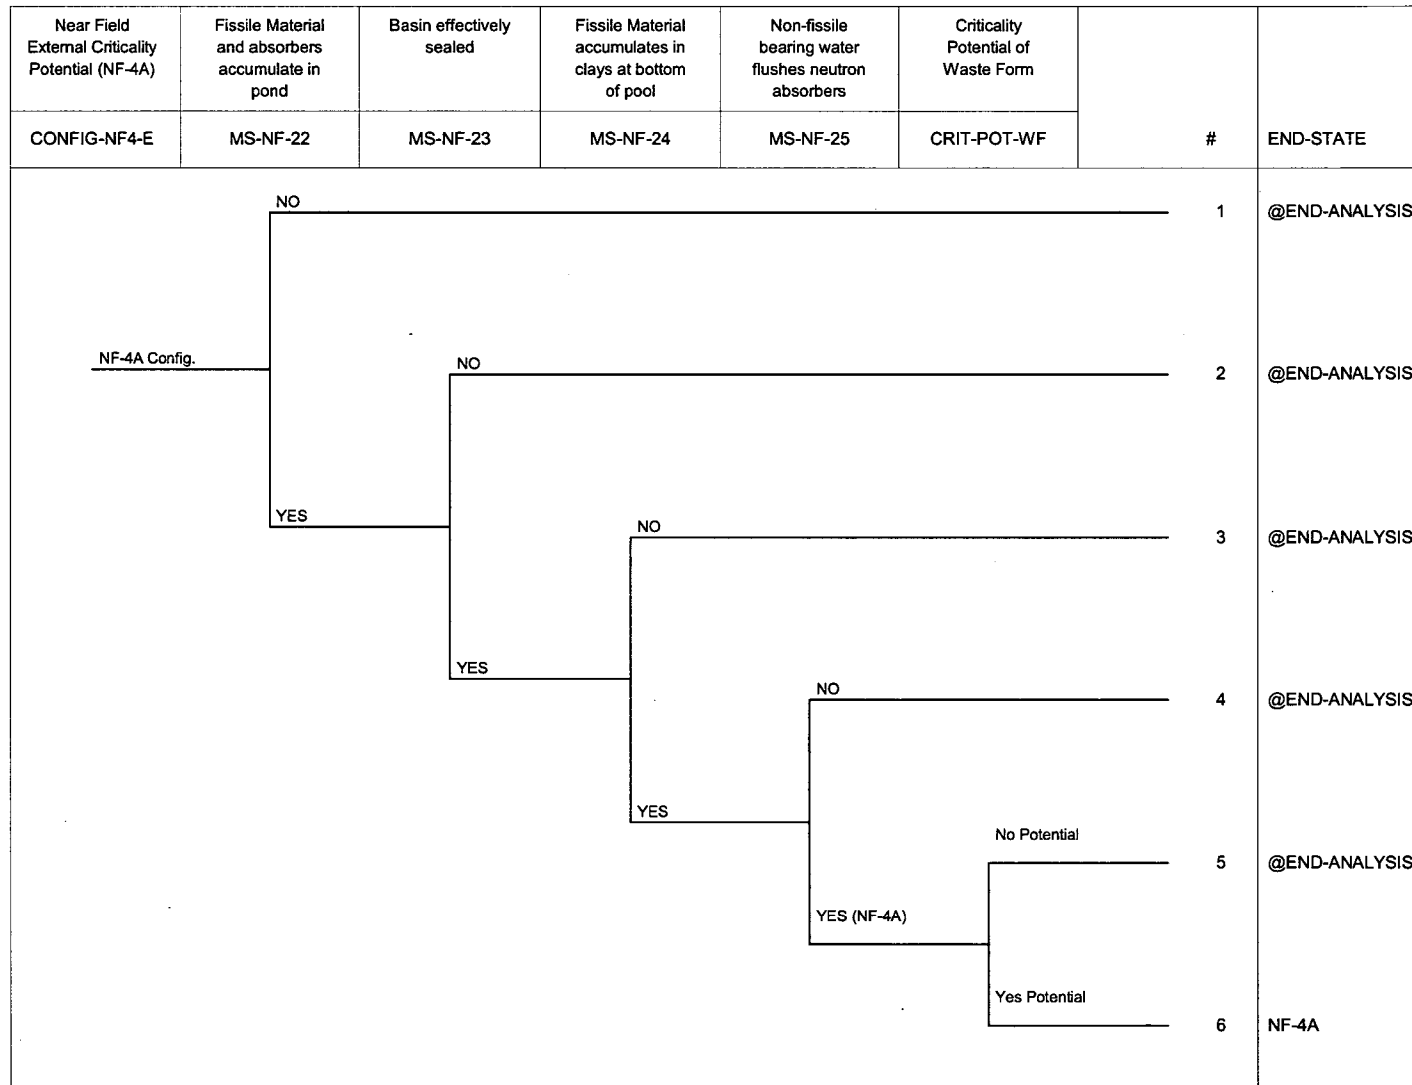 Near Field
External Criticality
Potential (NF-4A)
Fissile Material
and absorbers
accumulate in
pond
Basin effectively
sealed
Fissile Material
accumulates in
clays at bottom
of pool
Non-fissile
bearing water
flushes neutron
absorbers
Criticality
Potential of
Waste Form
CONFIG-NF4-E
MS-NF-22
MS-NF-23
MS-NF-24
MS-NF-25
CRIT-POT-WF
#
END-STATE
NO
1
@END-ANALYSIS
NF-4A Config.
NO
2
@END-ANALYSIS
YES
NO
3
@END-ANALYSIS
YES
NO
4
@END-ANALYSIS
YES
No Potential
5
@END-ANALYSIS
YES (NF-4A)
Yes Potential
6
NF-4A